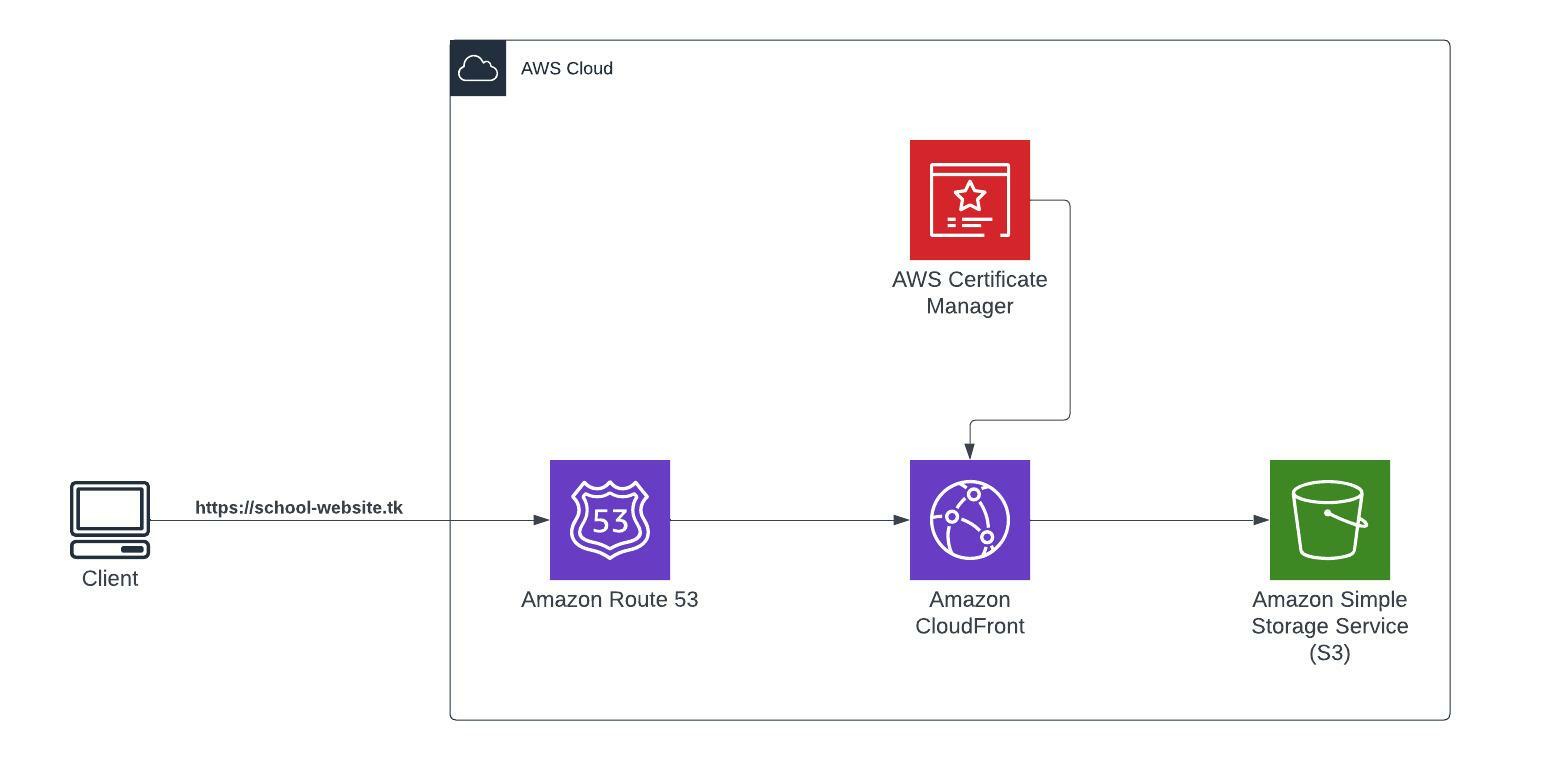 AWS Cloud
AWS Certificate
Manager
https://school-website.tk
53
Client
Amazon Route 53
Amazon
CloudFront
Amazon Simple
Storage Service
(S3)